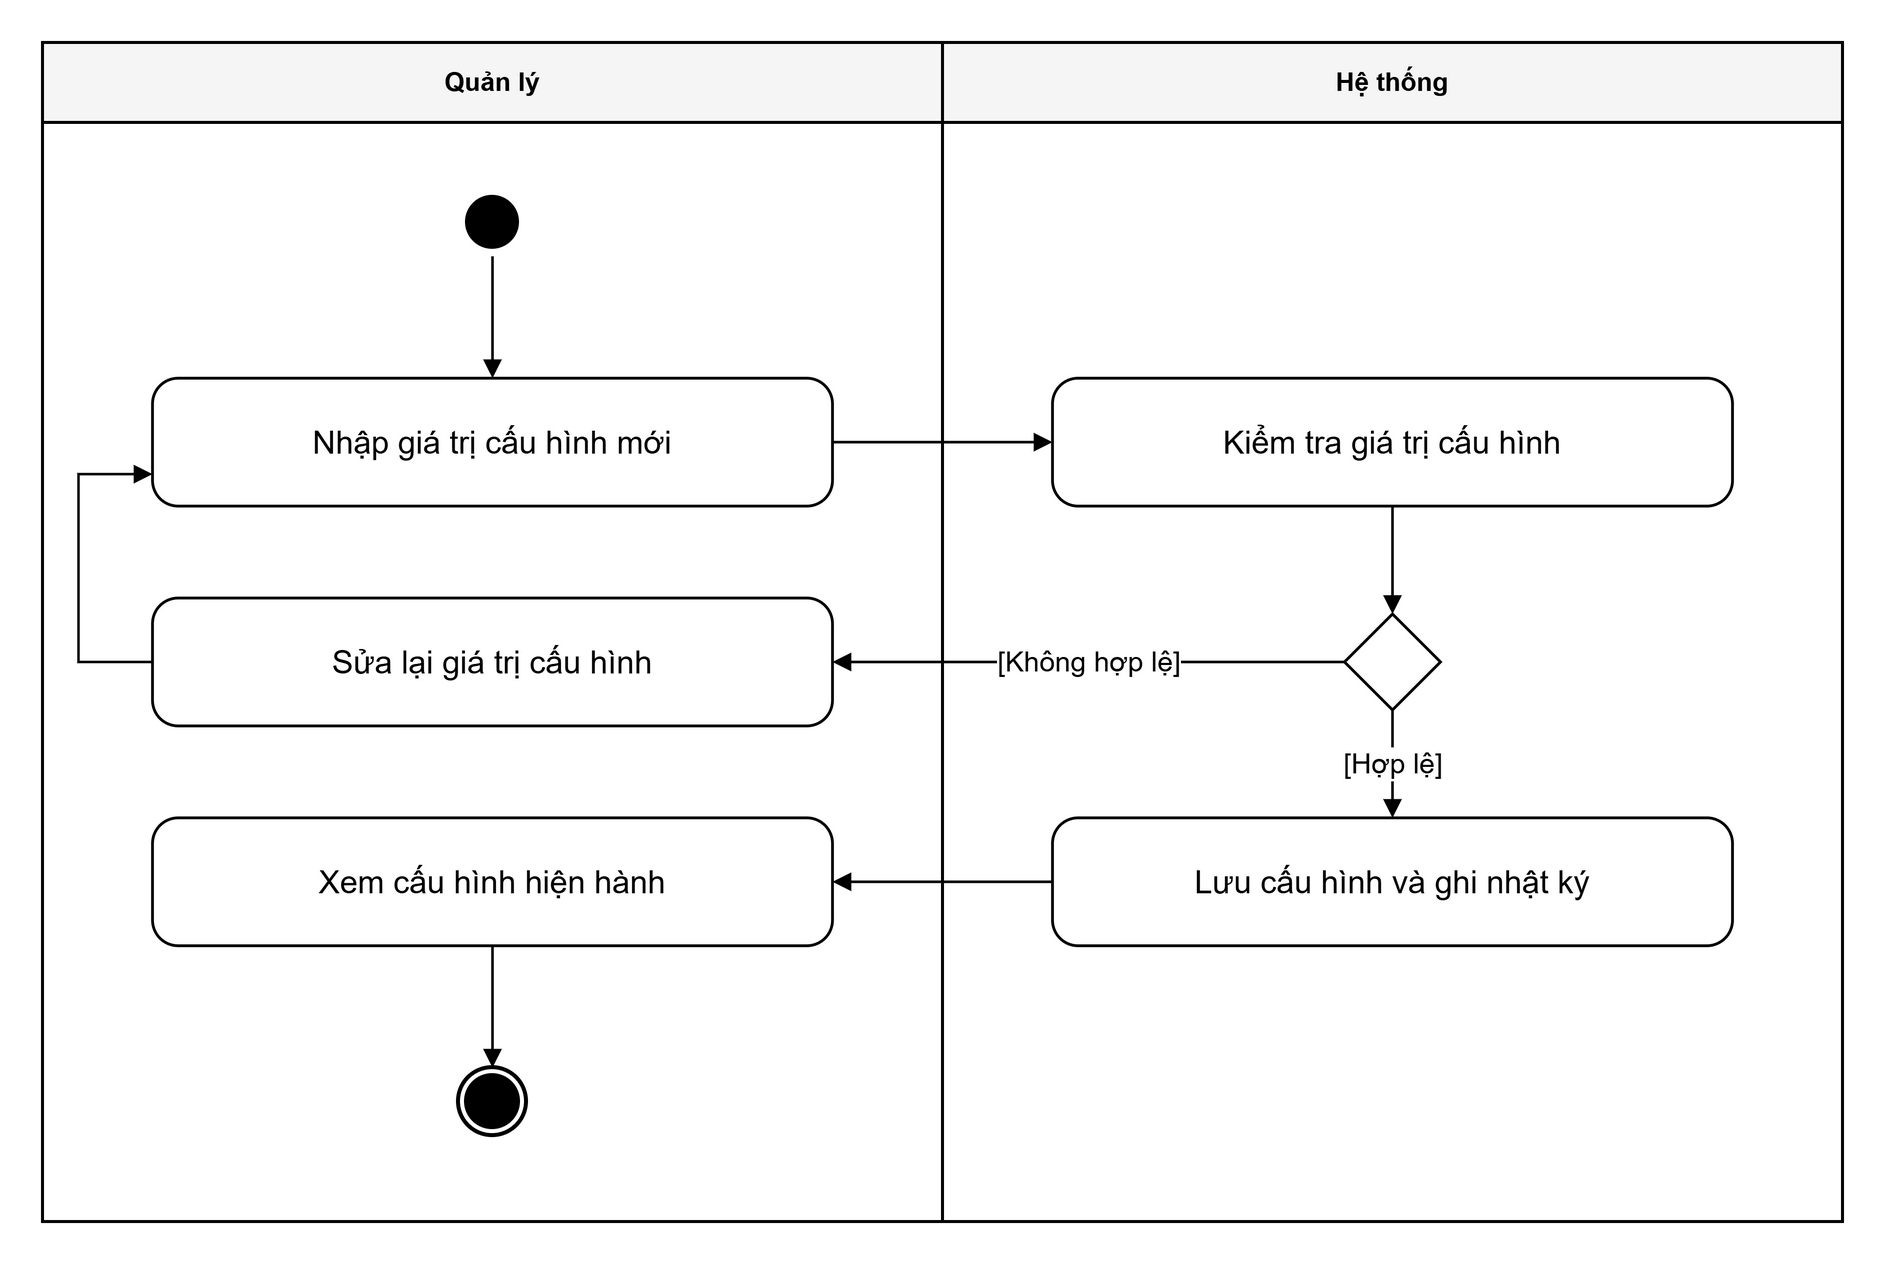 Quản lý
Hệ thống
Nhập giá trị cấu hình mới
Kiểm tra giá trị cấu hình
Sửa lại giá trị cấu hình
[Không hợp lệ]
[Hợp lệ]
Xem cấu hình hiện hành
Lưu cấu hình và ghi nhật ký